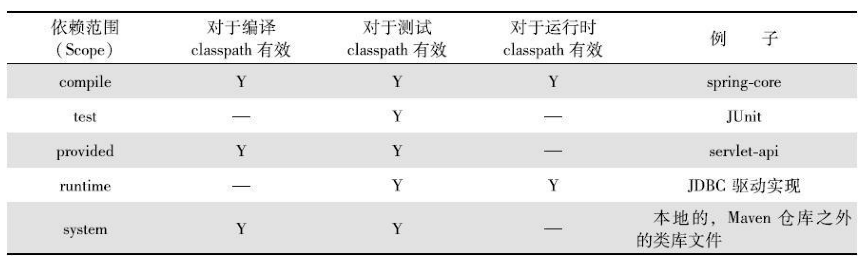 依赖范围 对于编译 对于测试 对于运行时 例 子
(Scope) classpath 有效 classpath 有效 classpath 有效
compile Y Y Y spring-core
test — Y — JUnit
provided Y Y — servlet-api
runtime — Y Y JDBC 驱动实现
system Y Y — 本地的，Maven 仓库之外
的类库文件